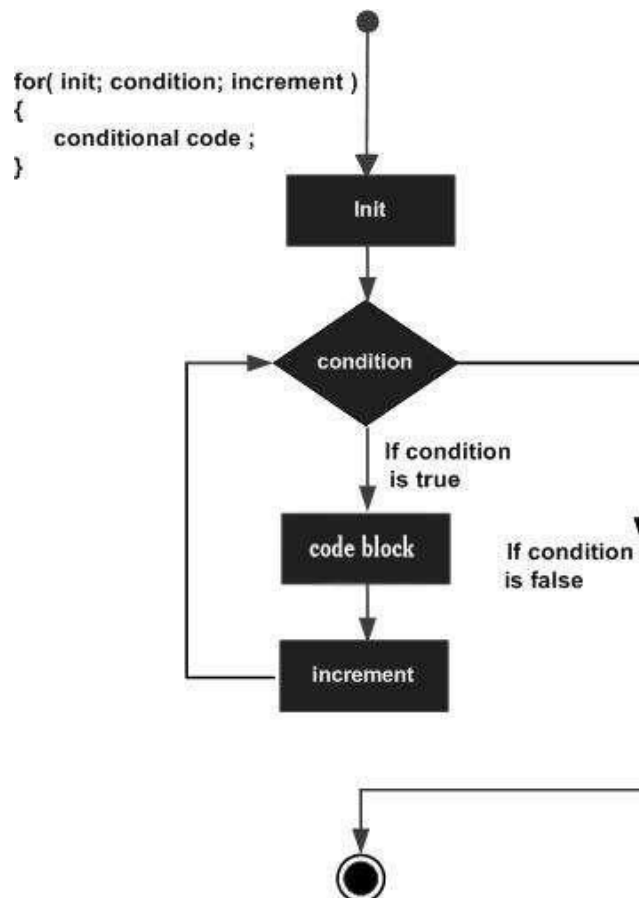 for( init; condition; increment )
{
conditional code ;
}
Init
condition
If condition
is true
code block
If condition
is false
increment